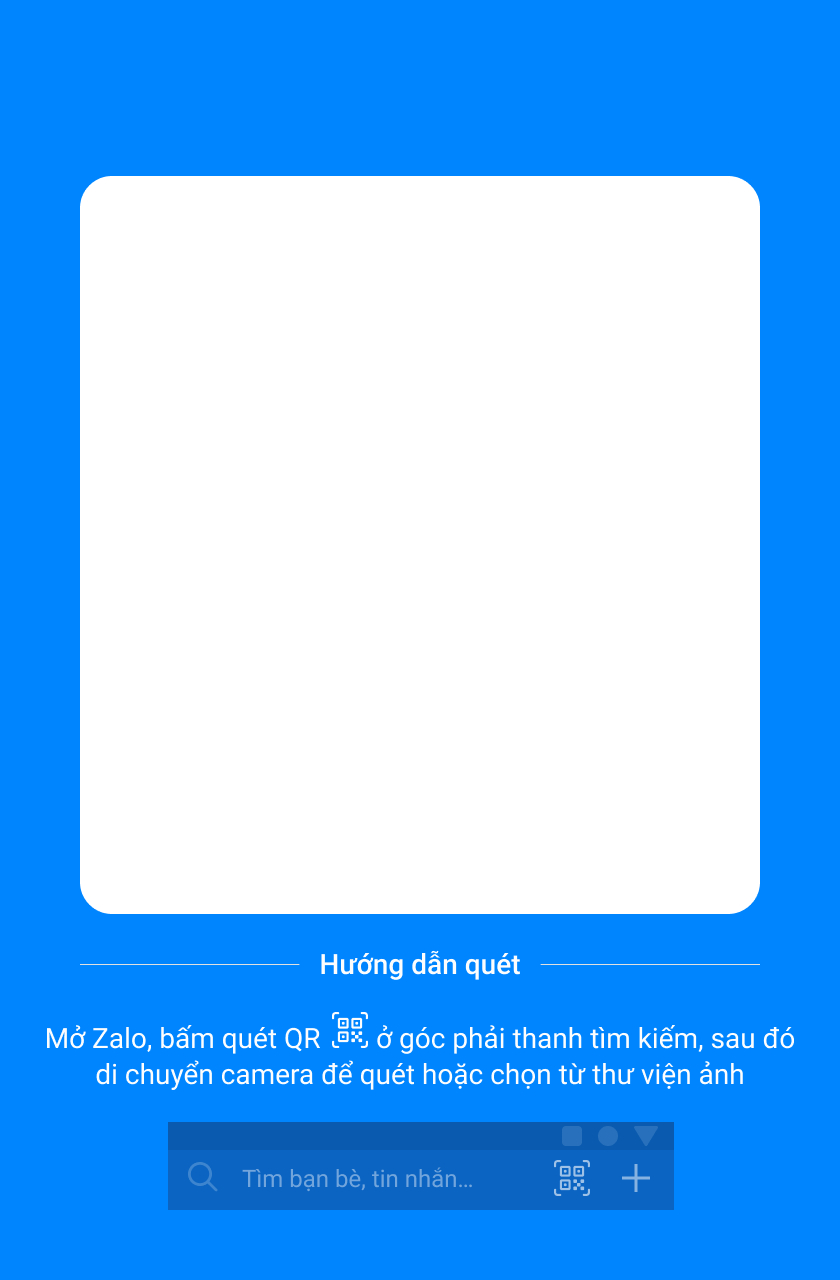 Hướng dẫn quét
Mở Zalo, bấm quét QR ở góc phải thanh tìm kiếm, sau đó
di chuyển camera để quét hoặc chọn từ thư viện ảnh
Tìm bạn bè, tin nhắn...